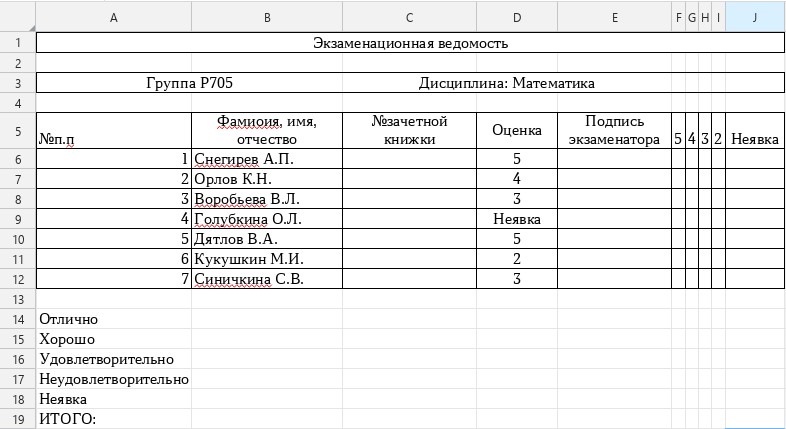 A B C D E F G H I J
1 Экзаменационная ведомость
2
3 Группа Р705 Дисциплина: Математика
4
5 №п.п Фамиоия, имя, отчество №зачетной книжки Оценка Подпись экзаменатора 5 4 3 2 Неявка
6 1 Снегирев А.П. 5
7 2 Орлов К.Н. 4
8 3 Воробьева В.Л. 3
9 4 Голубкина О.Л. Неявка
10 5 Дятлов В.А. 5
11 6 Кукушкин М.И. 2
12 7 Синичкина С.В. 3
13
14 Отлично
15 Хорошо
16 Удовлетворительно
17 Неудовлетворительно
18 Неявка
19 ИТОГО: